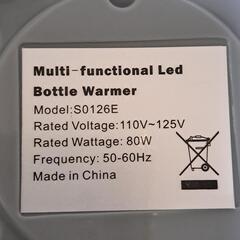 Multi-functional Led
Bottle Warmer
Model:S0126E
Rated Voltage:110V~125V
Rated Wattage: 80W
Frequency: 50-60Hz
Made in China